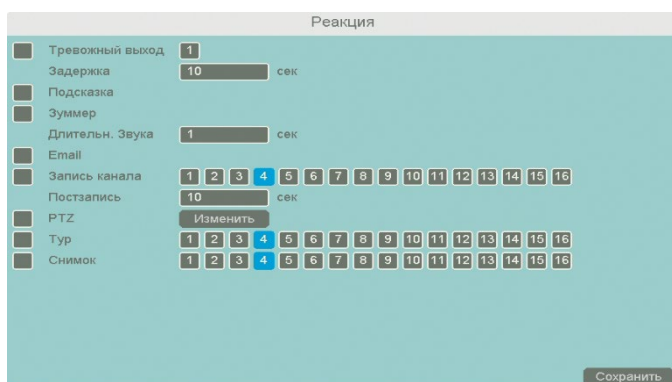 Реакция
Тревожный выход 1
Задержка 10 сек
Подсказка
Зуммер
Длительн. Звука 1 сек
Email
Запись канала 1 2 3 4 5 6 7 8 9 10 11 12 13 14 15 16
Постзапись 10 сек
PTZ Изменить
Тур 1 2 3 4 5 6 7 8 9 10 11 12 13 14 15 16
Снимок 1 2 3 4 5 6 7 8 9 10 11 12 13 14 15 16
Сохранить